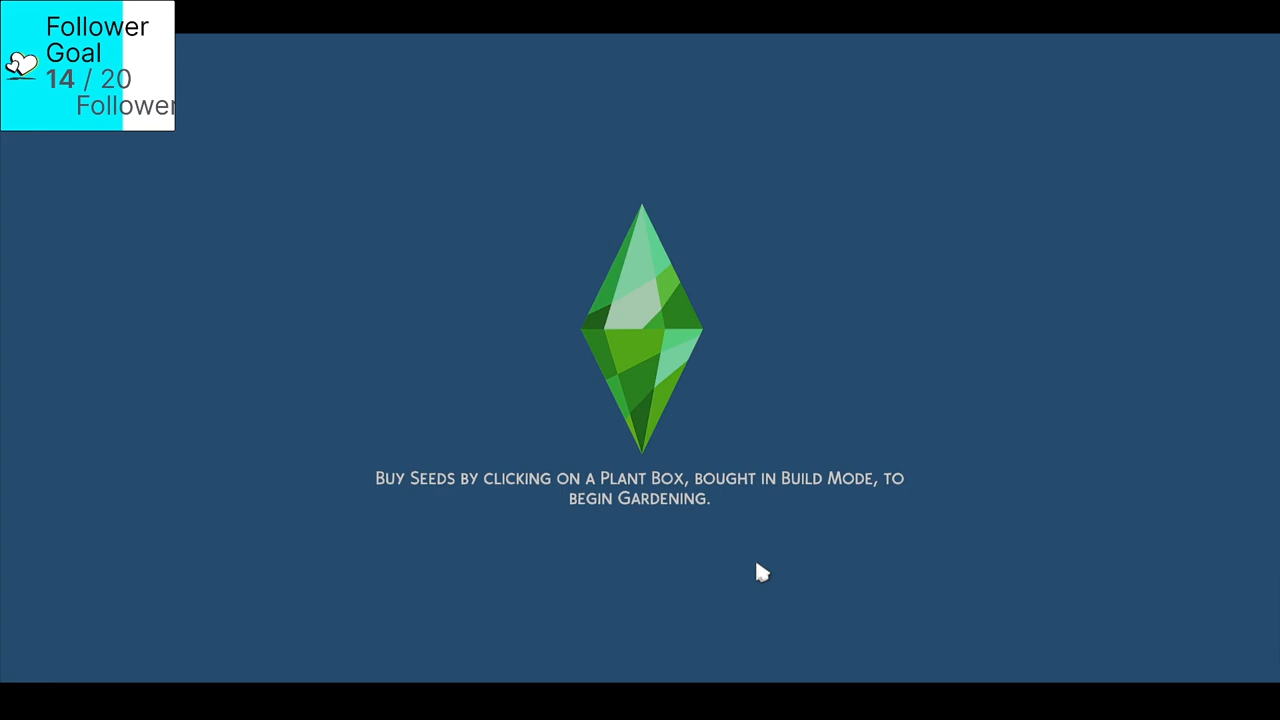 Follower
Goal
14 / 20
Follower
Buy Seeds by clicking on a Plant Box, bought in Build Mode, to
begin Gardening.